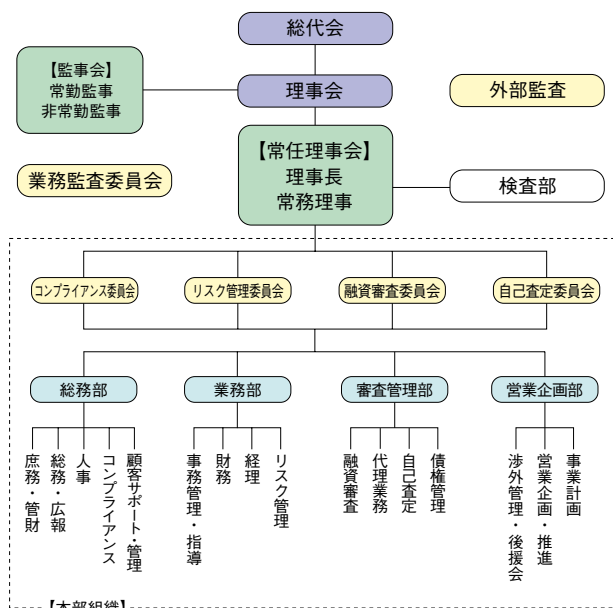 総代会
【監事会】
常勤監事
非常勤監事
理事会
外部監査
【常任理事会】
理事長
常務理事
業務監査委員会
検査部
コンプライアンス委員会
リスク管理委員会
融資審査委員会
自己査定委員会
総務部
業務部
審査管理部
営業企画部
庶務・管財
総務・広報
人事
コンプライアンス
顧客サポート・管理
事務管理・指導
財務
経理
リスク管理
融資審査
代理業務
自己査定
債権管理
渉外管理・後援会
営業企画・推進
事業計画
【本部組織】